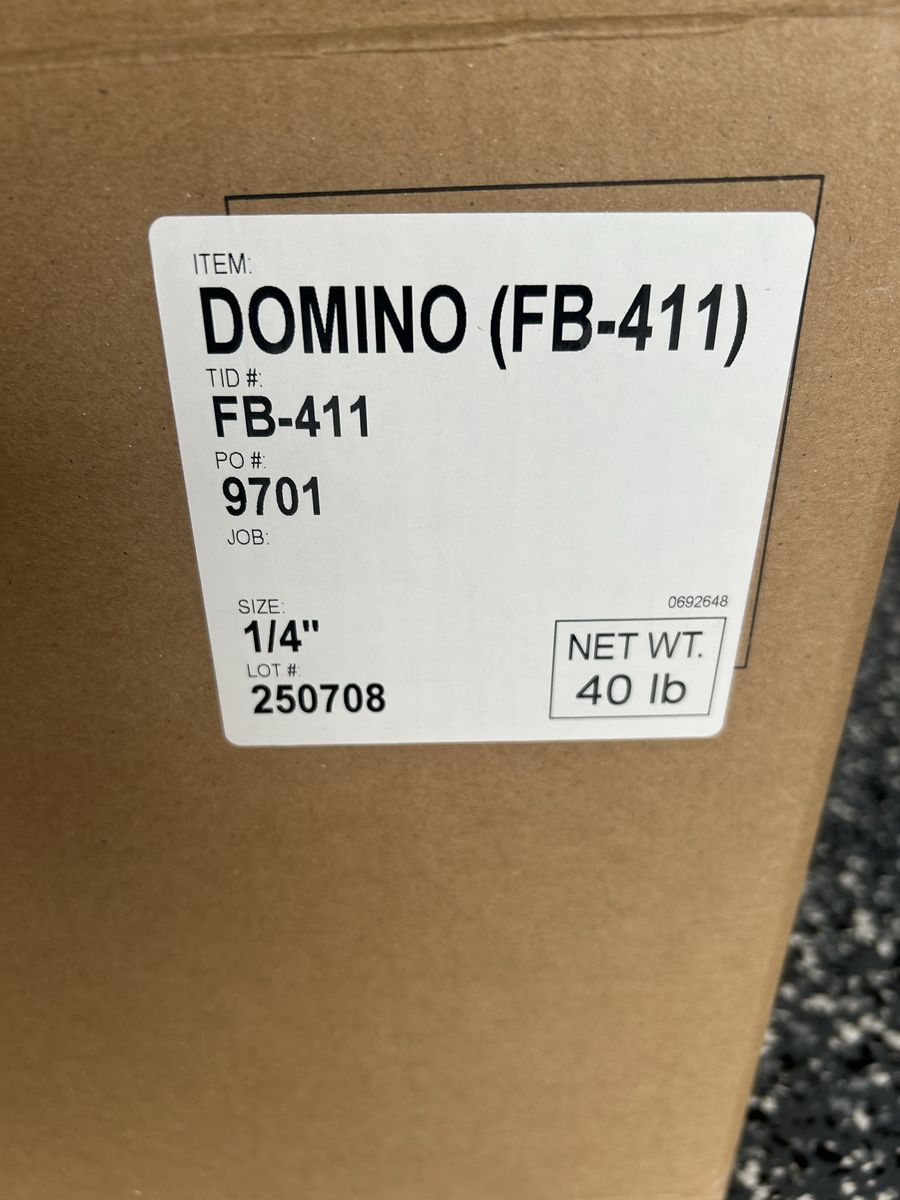 ITEM:
DOMINO (FB-411)
TID #:
FB-411
PO #:
9701
JOB:
SIZE:
1/4"
LOT #:
250708
0692648
NET WT.
40 lb